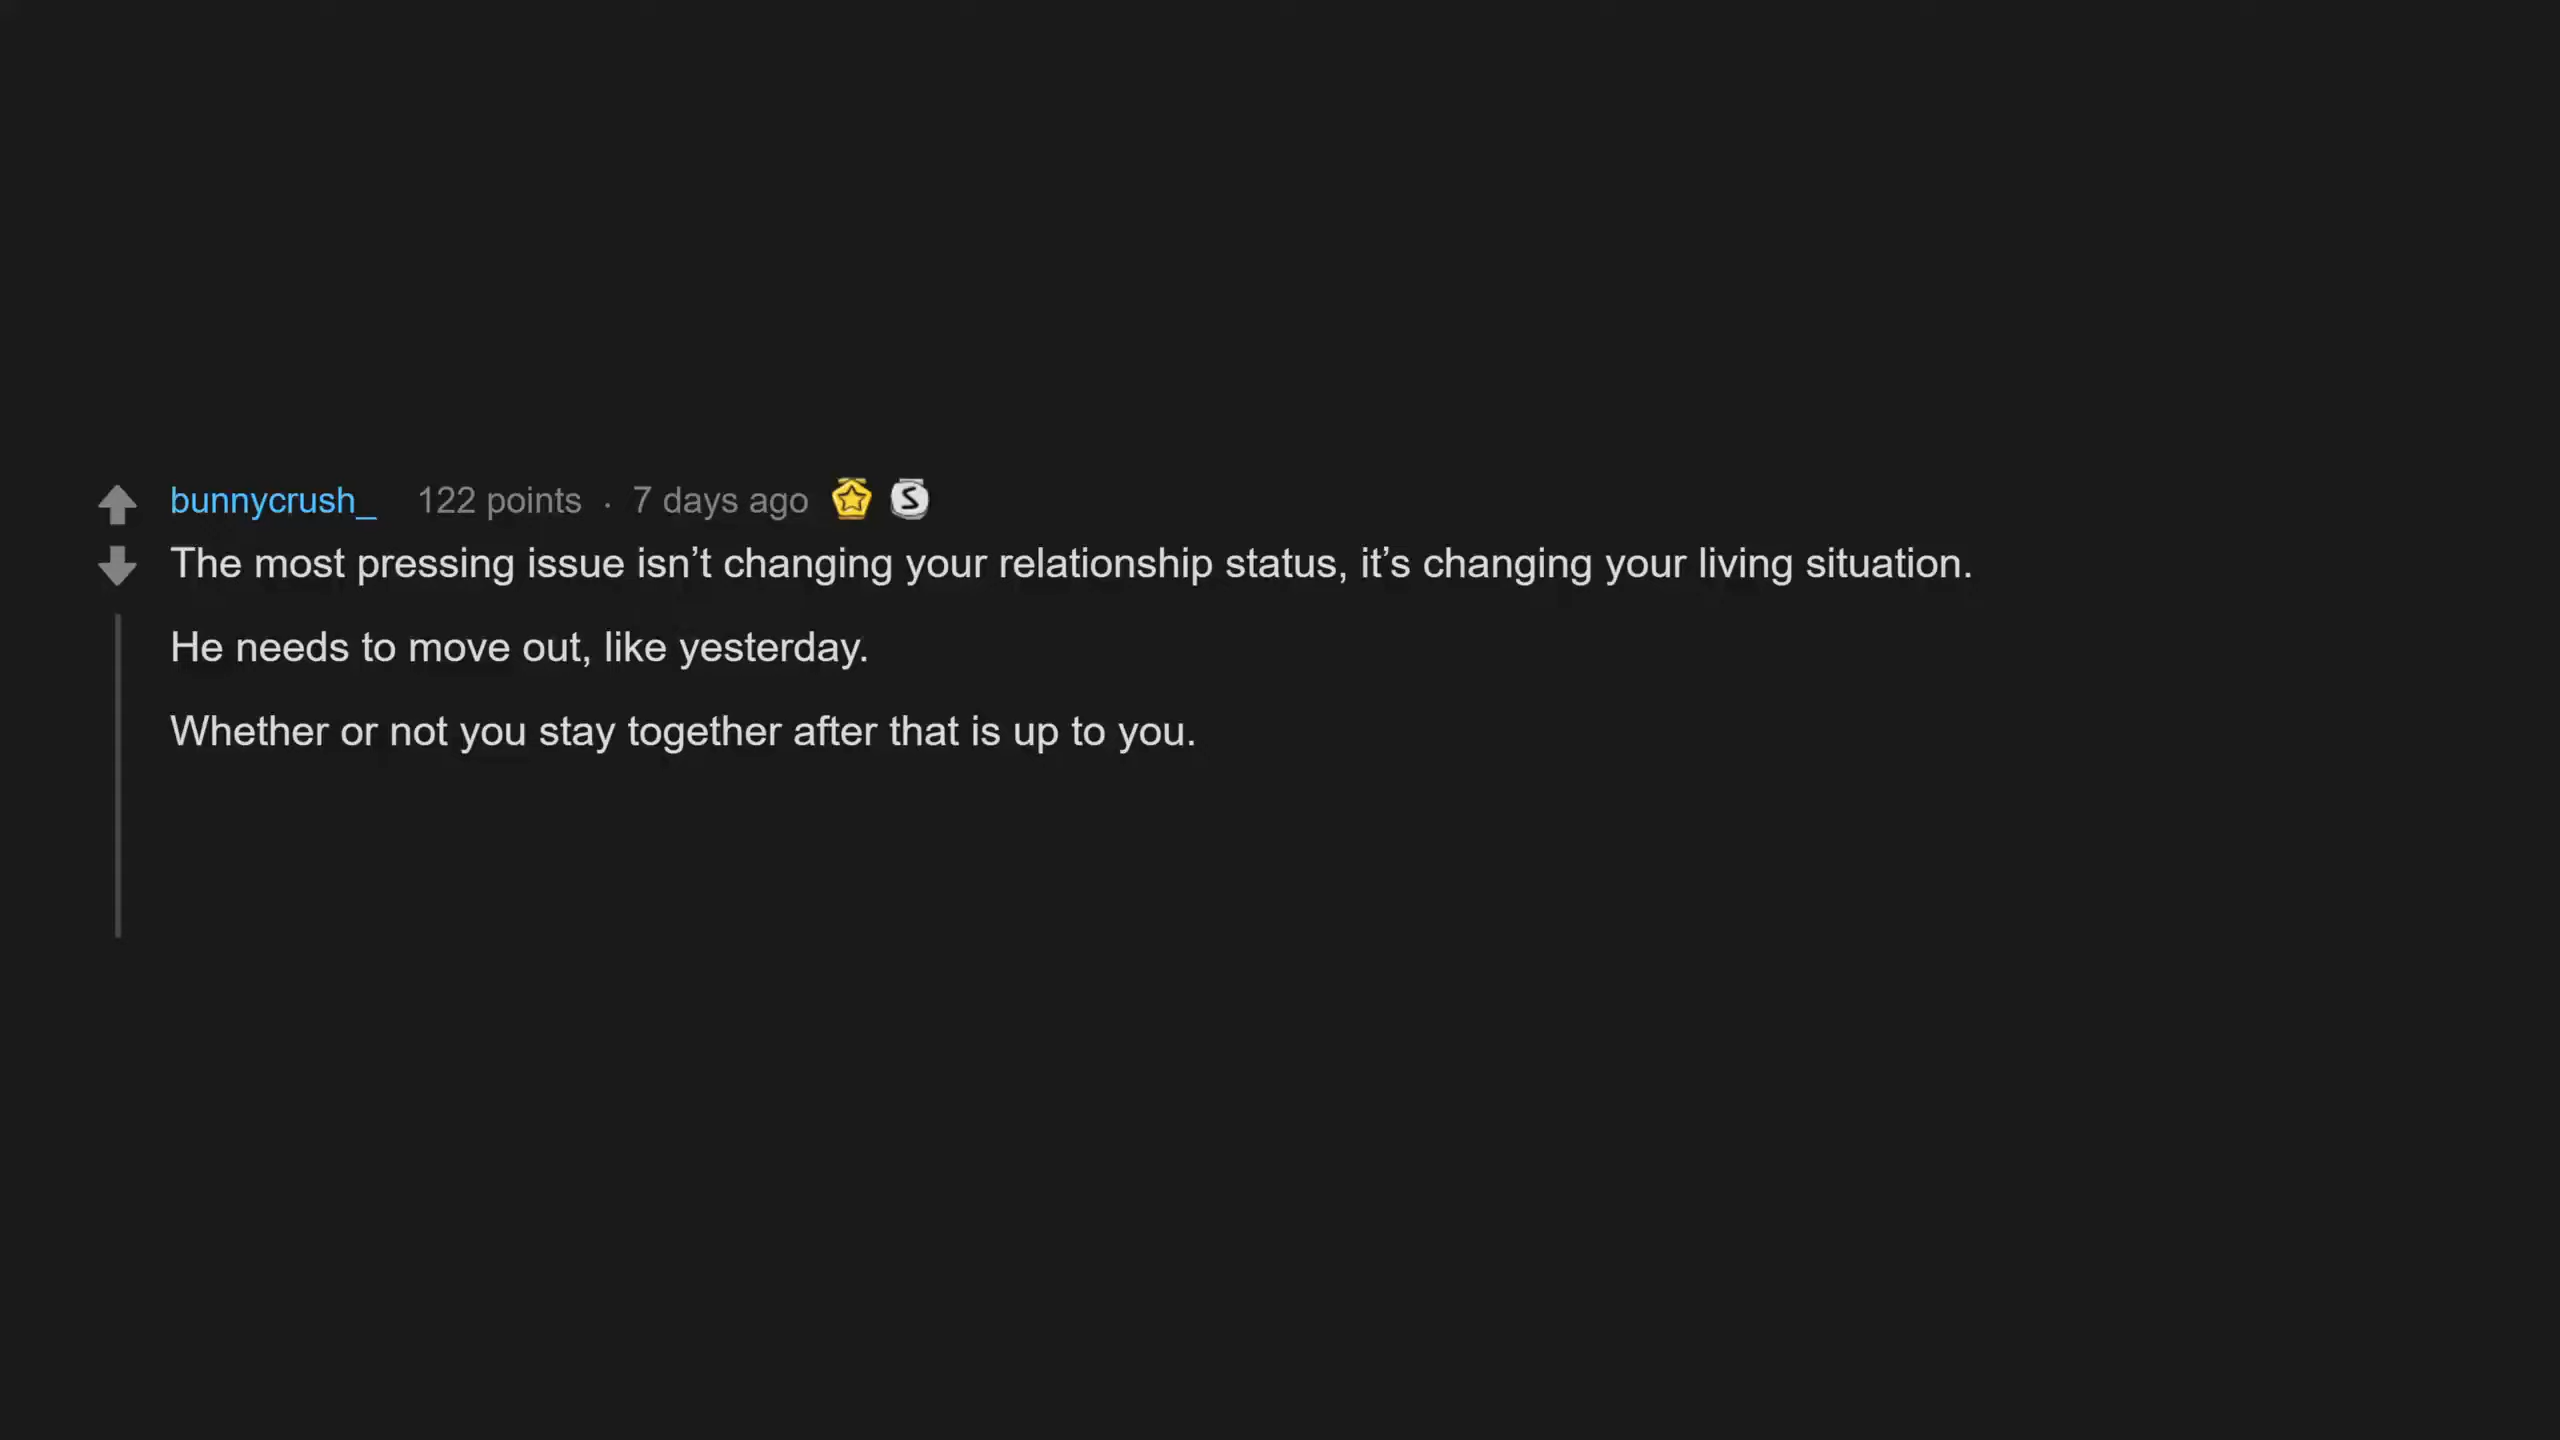 bunnycrush_ 122 points · 7 days ago S
The most pressing issue isn’t changing your relationship status, it’s changing your living situation.
He needs to move out, like yesterday.
Whether or not you stay together after that is up to you.